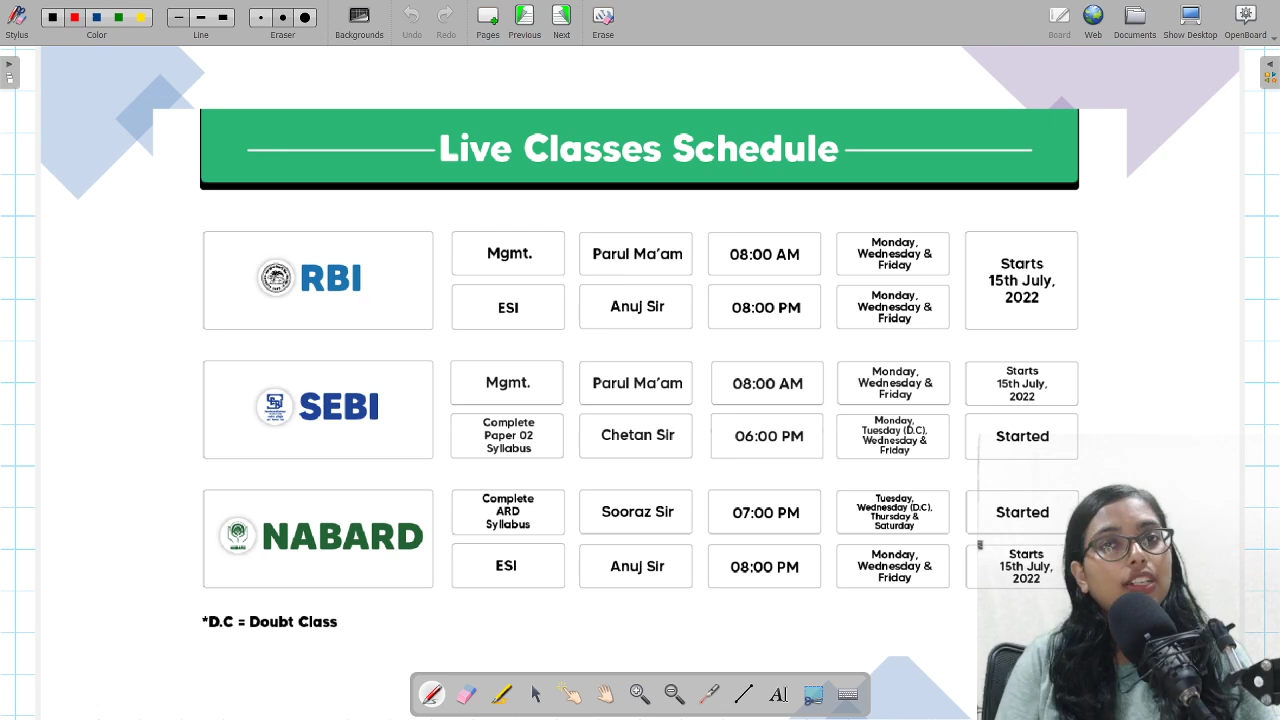 Stylus
Color
Line
Eraser
Backgrounds
Undo
Redo
Pages
Previous
Next
Erase
Board
Web
Documents
Show Desktop
OpenBoard
Live Classes Schedule
RBI
Mgmt.
Parul Ma'am
08:00 AM
Monday,
Wednesday &
Friday
Starts
15th July,
2022
ESI
Anuj Sir
08:00 PM
Monday,
Wednesday &
Friday
SEBI
Mgmt.
Parul Ma'am
08:00 AM
Monday,
Wednesday &
Friday
Starts
15th July,
2022
Complete
Paper 02
Syllabus
Chetan Sir
06:00 PM
Monday,
Tuesday (D.C),
Wednesday &
Friday
Started
NABARD
NABARD
Complete
ARD
Syllabus
Sooraz Sir
07:00 PM
Tuesday,
Wednesday (D.C),
Thursday &
Saturday
Started
ESI
Anuj Sir
08:00 PM
Monday,
Wednesday &
Friday
Starts
15th July,
2022
*D.C = Doubt Class